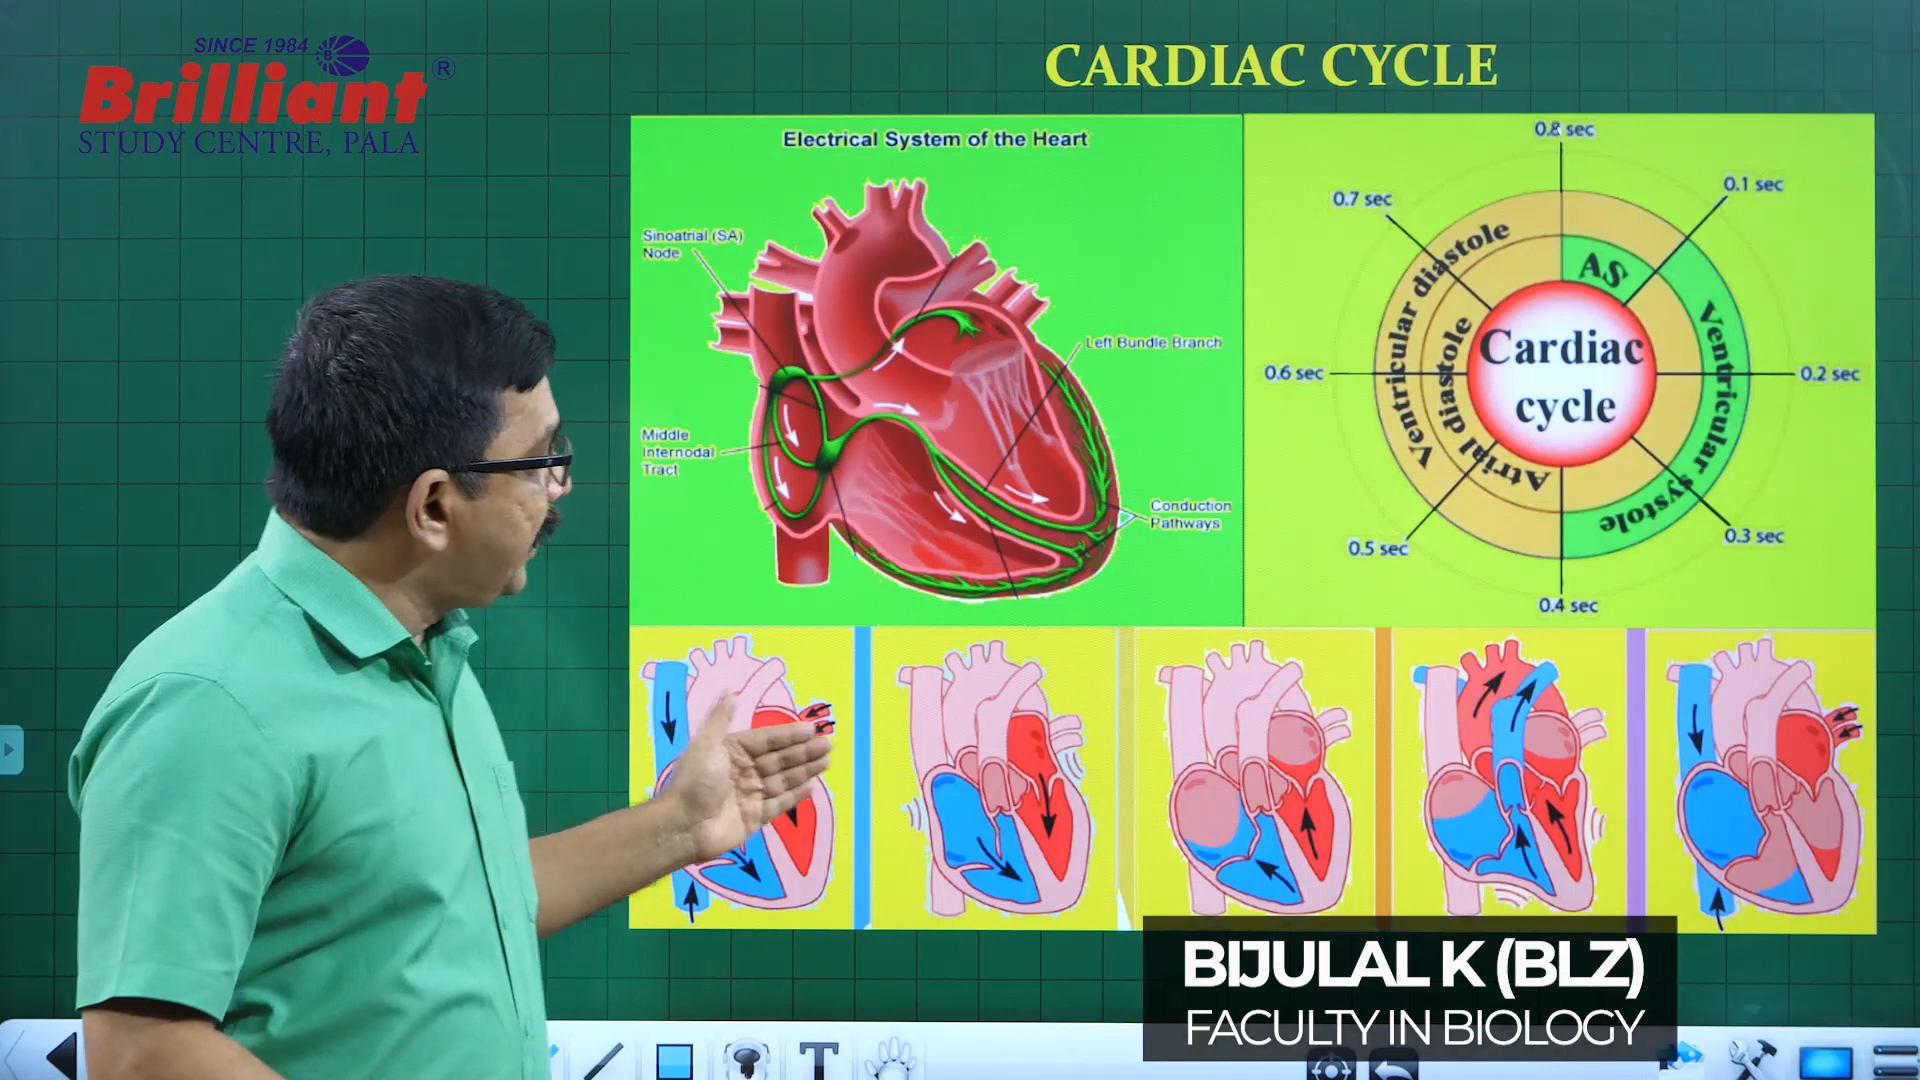 SINCE 1984
B
Brilliant®
STUDY CENTRE, PALA
CARDIAC CYCLE
Electrical System of the Heart
Sinoatrial (SA)
Node
Left Bundle Branch
Middle
Internodal
Tract
Conduction
Pathways
0.8 sec
0.1 sec
0.2 sec
0.3 sec
0.4 sec
0.5 sec
0.6 sec
0.7 sec
AS
Ventricular systole
Ventricular diastole
Atrial diastole
Cardiac
cycle
BIJULAL K (BLZ)
FACULTY IN BIOLOGY
T